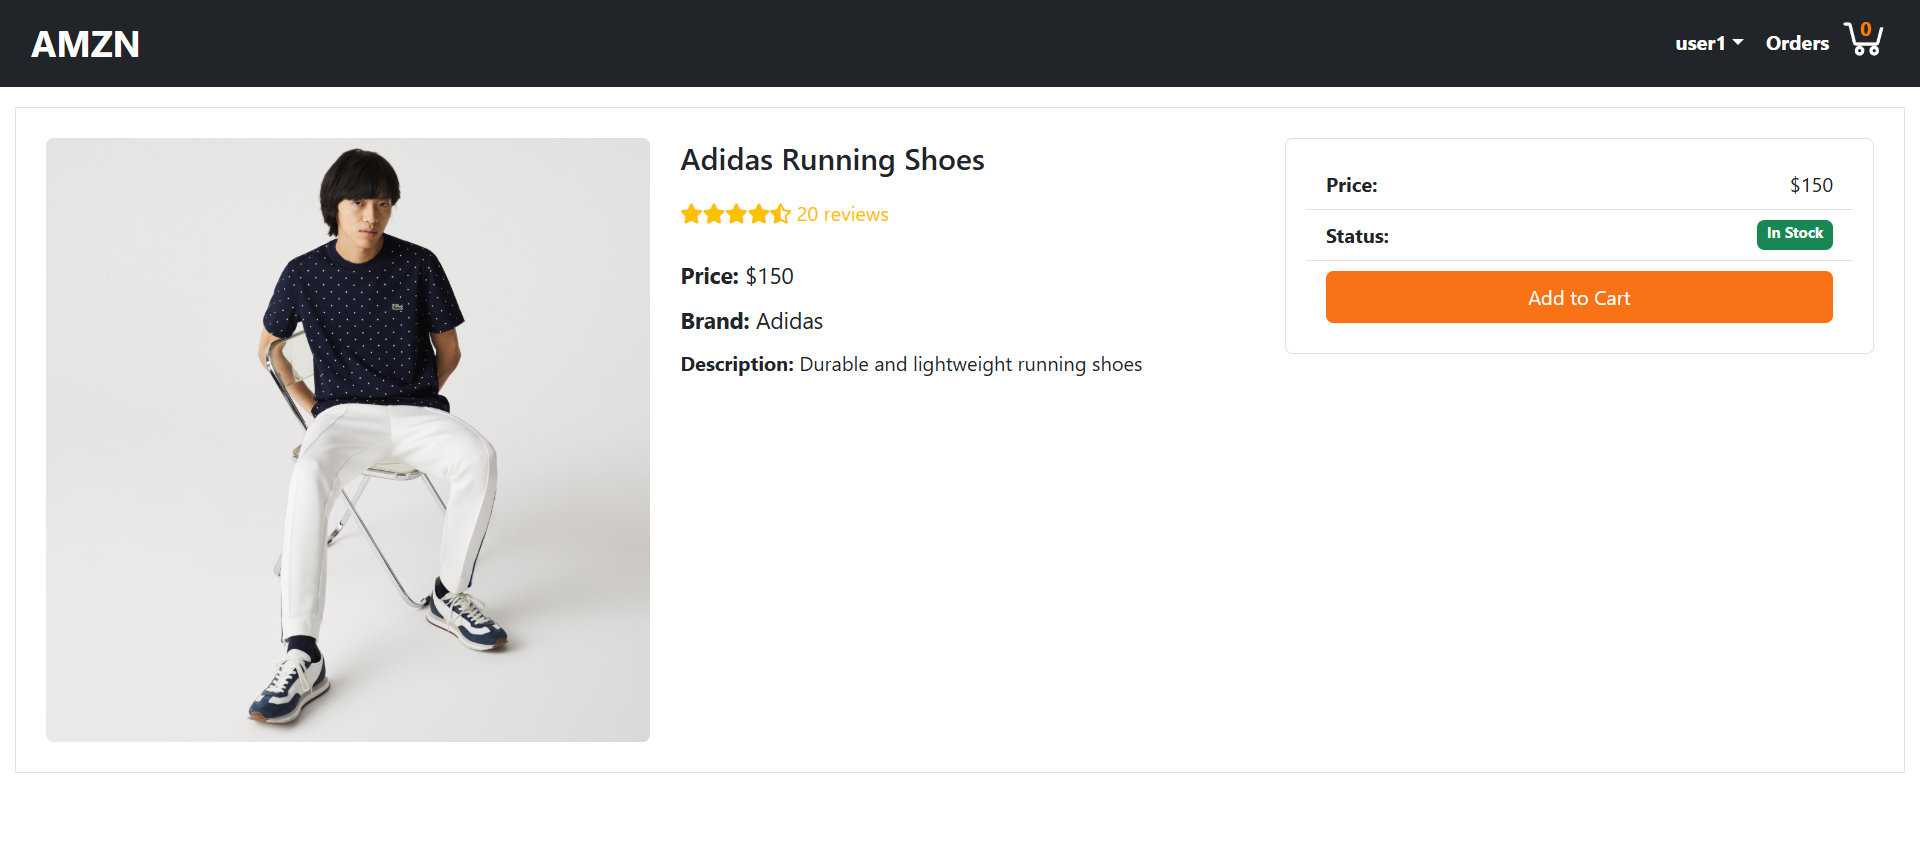 AMZN
user1
Orders
0
Adidas Running Shoes
20 reviews
Price: $150
Brand: Adidas
Description: Durable and lightweight running shoes
Price: $150
Status: In Stock
Add to Cart